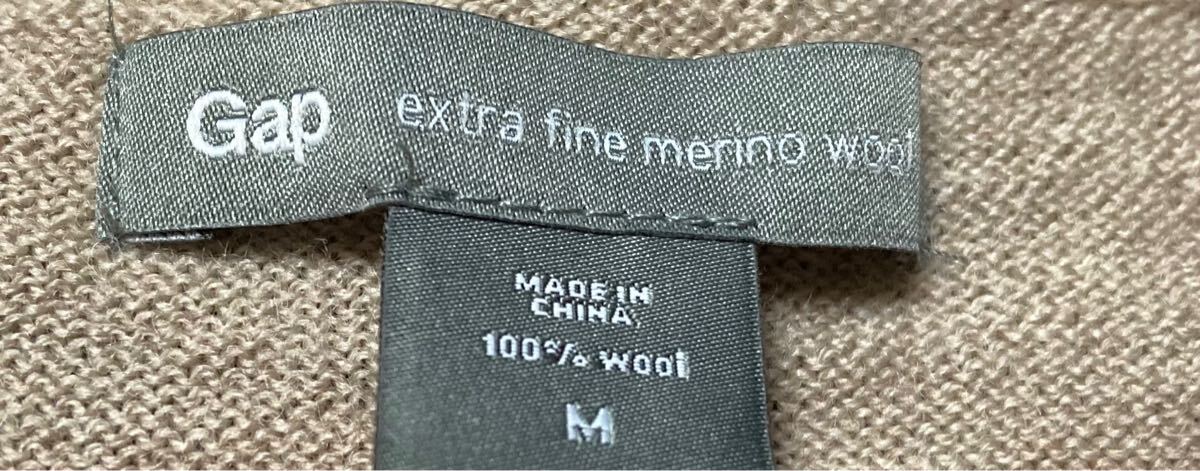 Gap extra fine merino wool
MADE IN
CHINA
100% wool
M